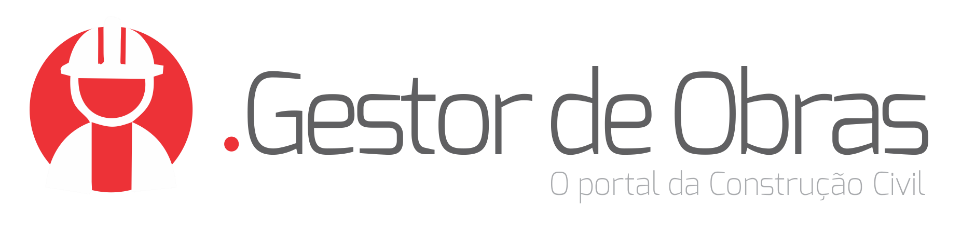 .Gestor de Obras
O portal da Construção Civil